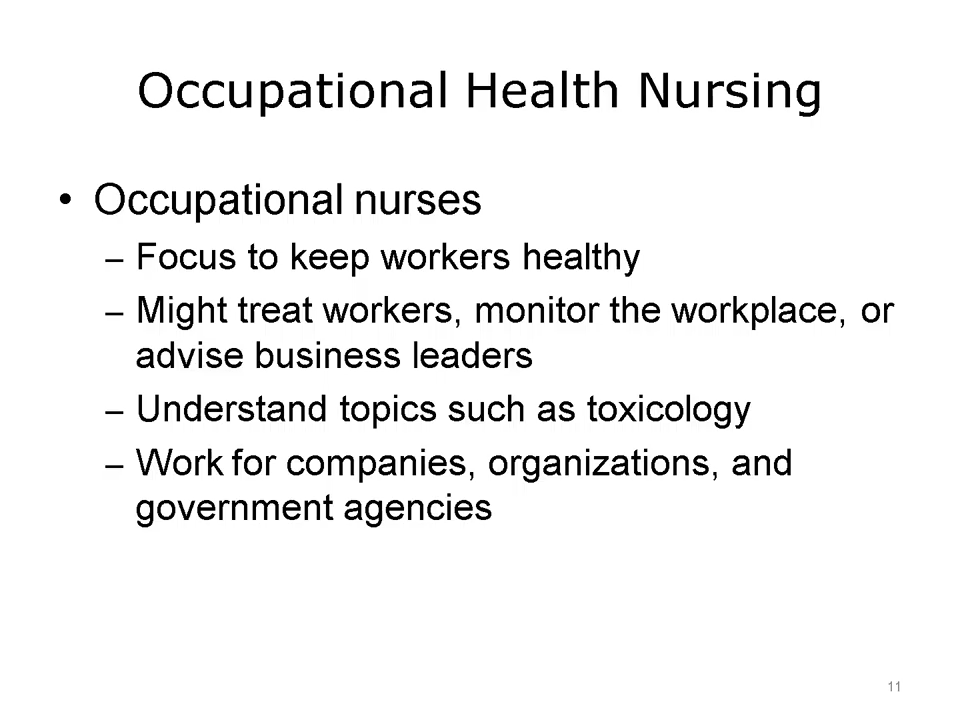 Occupational Health Nursing
• Occupational nurses
– Focus to keep workers healthy
– Might treat workers, monitor the workplace, or
advise business leaders
– Understand topics such as toxicology
– Work for companies, organizations, and
government agencies
11